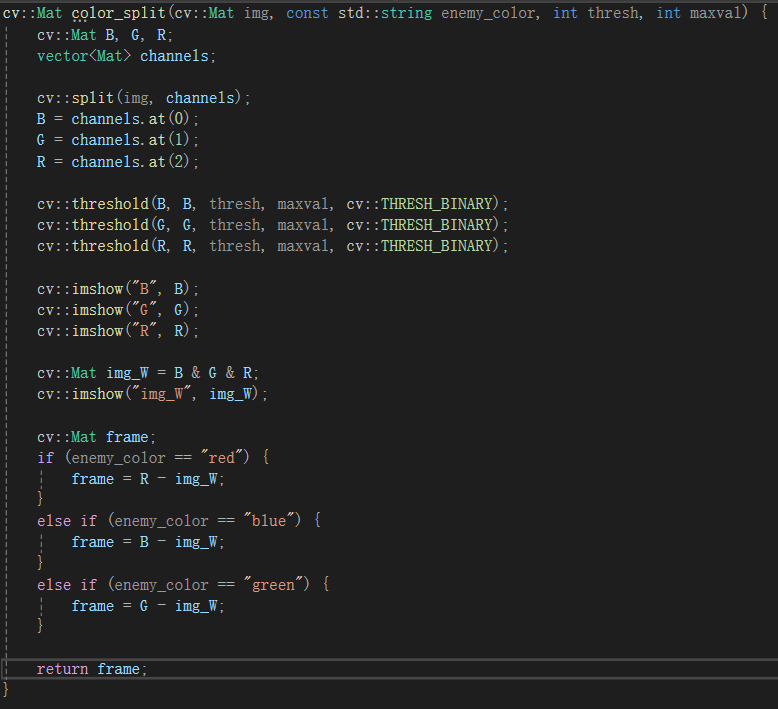 cv::Mat color_split(cv::Mat img, const std::string enemy_color, int thresh, int maxval) {
cv::Mat B, G, R;
vector<Mat> channels;
cv::split(img, channels);
B = channels.at(0);
G = channels.at(1);
R = channels.at(2);
cv::threshold(B, B, thresh, maxval, cv::THRESH_BINARY);
cv::threshold(G, G, thresh, maxval, cv::THRESH_BINARY);
cv::threshold(R, R, thresh, maxval, cv::THRESH_BINARY);
cv::imshow("B", B);
cv::imshow("G", G);
cv::imshow("R", R);
cv::Mat img_W = B & G & R;
cv::imshow("img_W", img_W);
cv::Mat frame;
if (enemy_color == "red") {
frame = R - img_W;
}
else if (enemy_color == "blue") {
frame = B - img_W;
}
else if (enemy_color == "green") {
frame = G - img_W;
}
return frame;
}